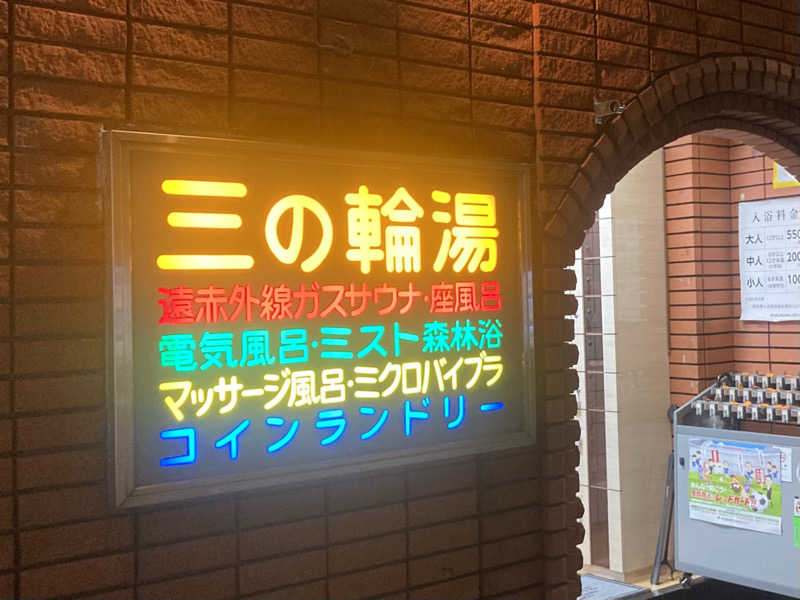 三の輪湯
遠赤外線ガスサウナ・座風呂
電気風呂・ミスト森林浴
マッサージ風呂・ミクロバイブラ
コインランドリー
入浴料金
大人 550
中人 200
小人 100